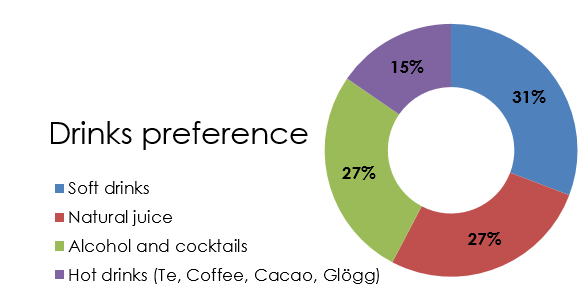 15%
31%
Drinks preference
27%
Soft drinks
Natural juice
27%
Alcohol and cocktails
Hot drinks (Te, Coffee, Cacao, Glögg)